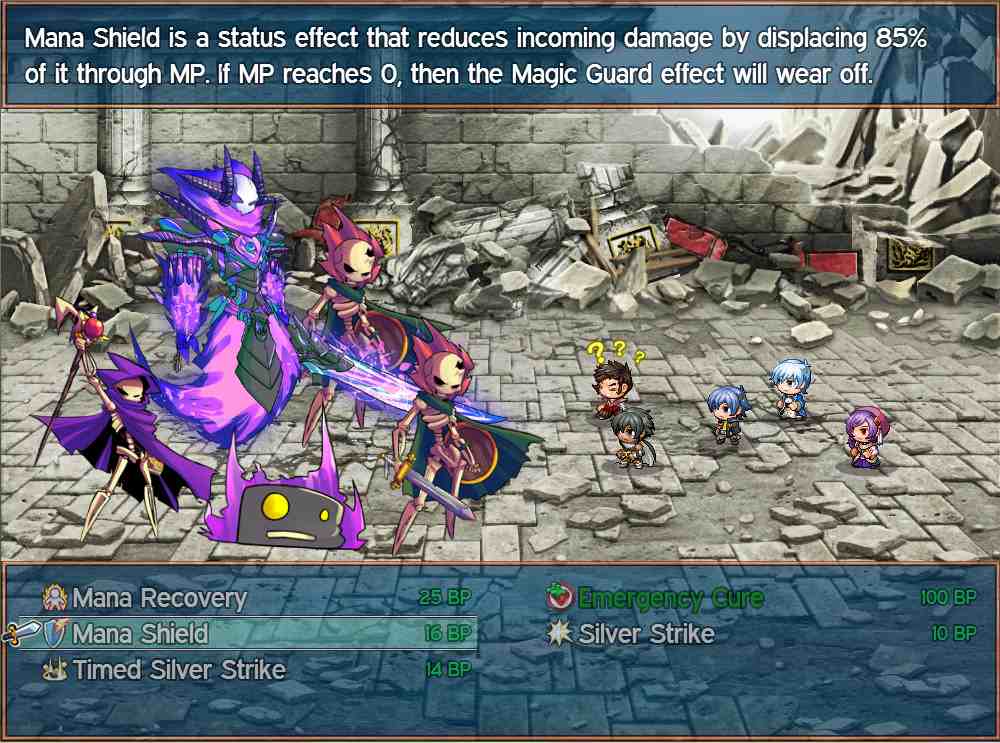 Mana Shield is a status effect that reduces incoming damage by displacing 85%
of it through MP. If MP reaches 0, then the Magic Guard effect will wear off.
? ? ?
Mana Recovery 25 BP Emergency Cure 100 BP
Mana Shield 16 BP Silver Strike 10 BP
Timed Silver Strike 14 BP